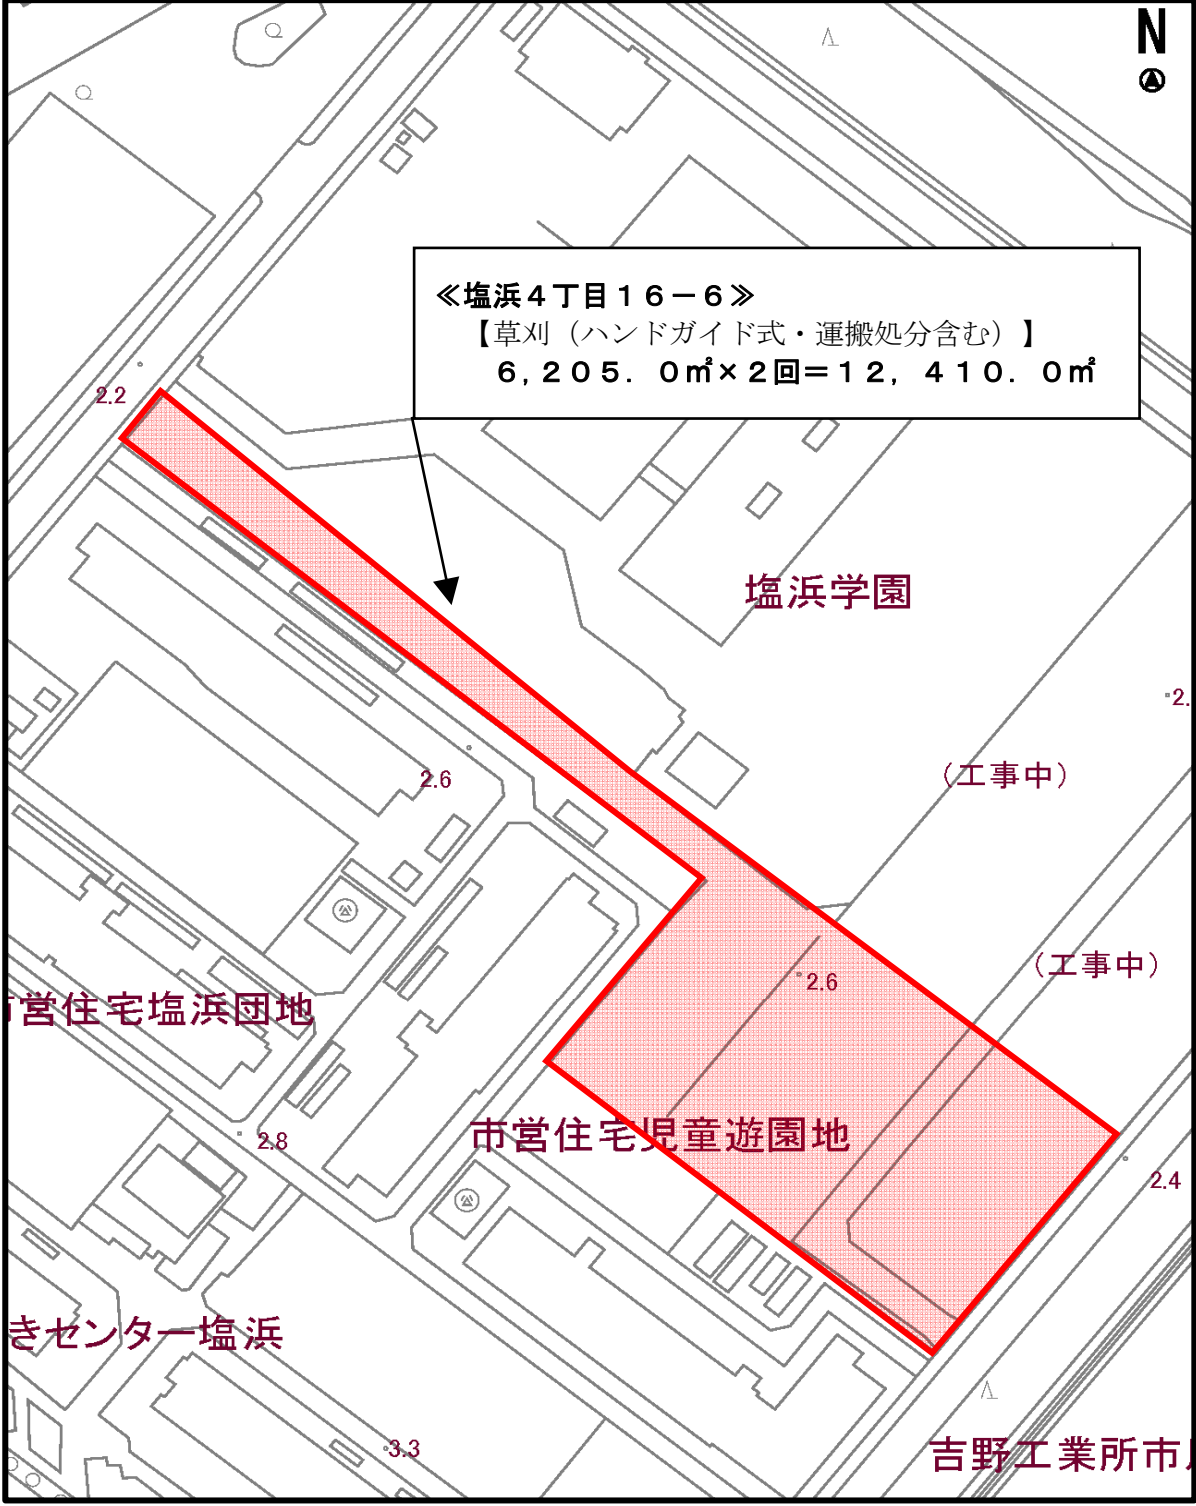 N
≪塩浜４丁目１６－６≫
【草刈（ハンドガイド式・運搬処分含む）】
６，２０５．０㎡×２回＝１２，４１０．０㎡
2.2
塩浜学園
2.
（工事中）
2.6
（工事中）
2.6
営住宅塩浜団地
市営住宅児童遊園地
2.8
2.4
きセンター塩浜
3.3
吉野工業所市